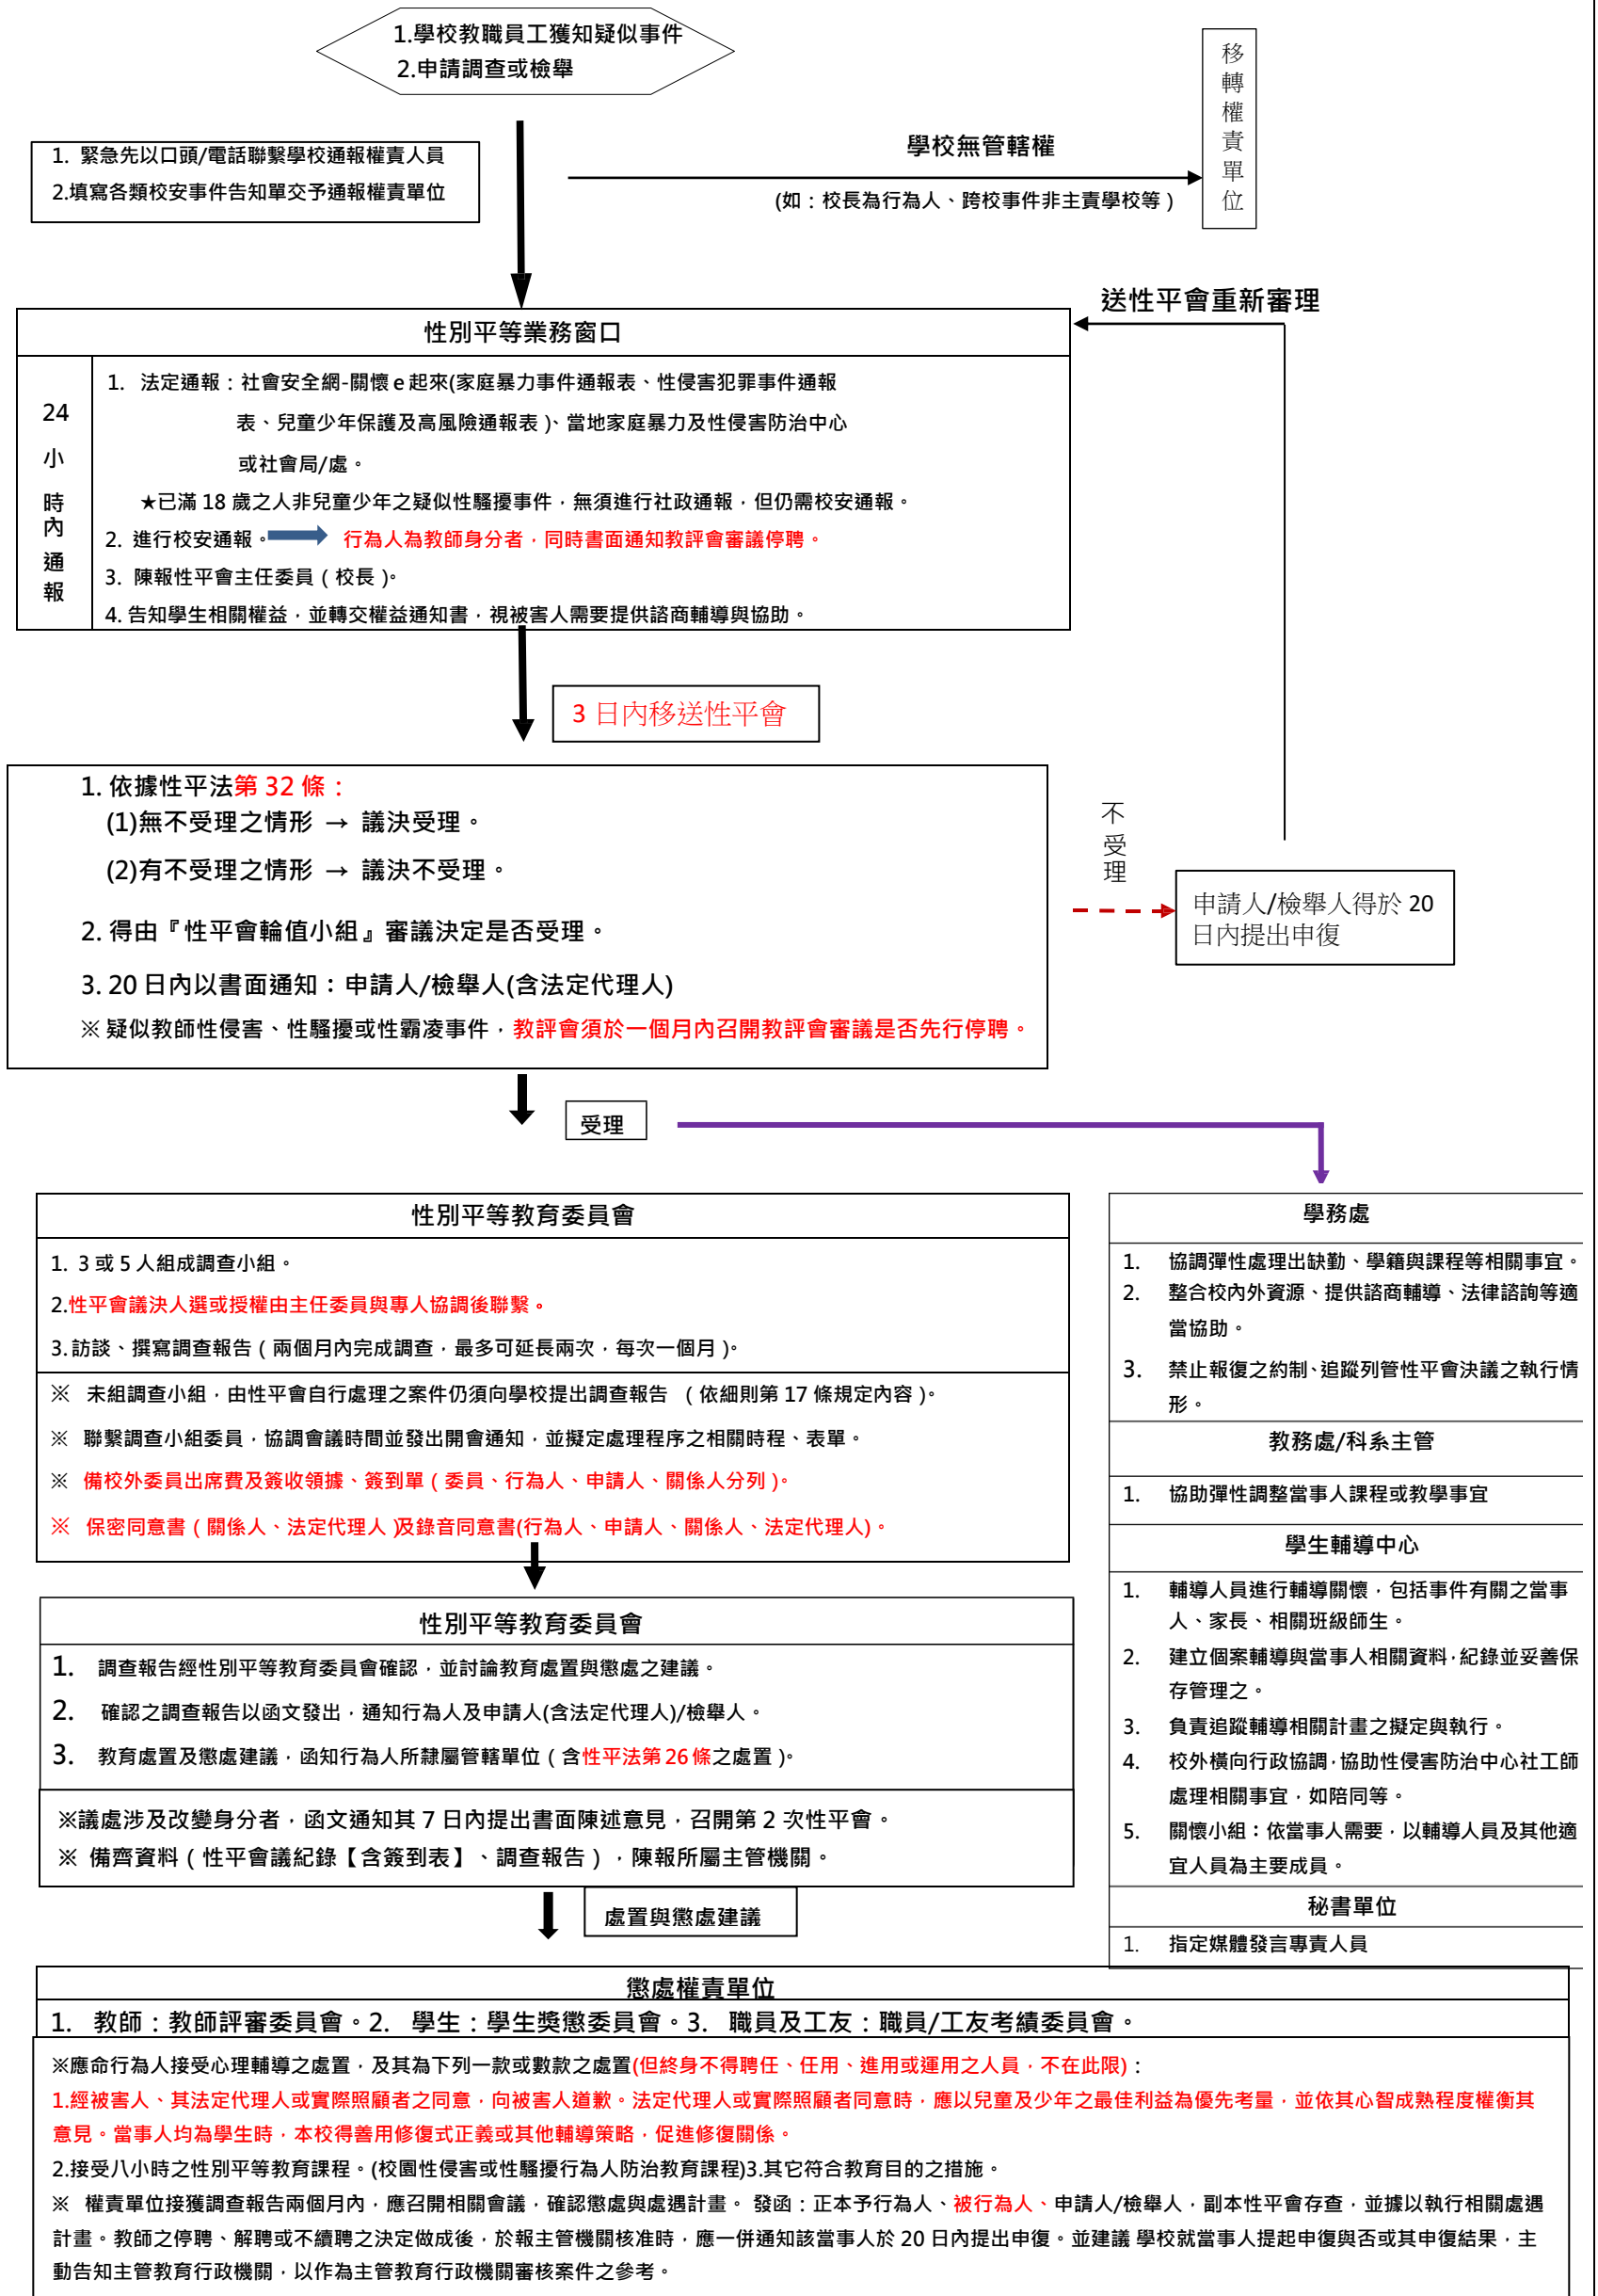 1.學校教職員工獲知疑似事件
2.申請調查或檢舉
移轉權責單位
1. 緊急先以口頭/電話聯繫學校通報權責人員
2.填寫各類校安事件告知單交予通報權責單位
學校無管轄權
(如：校長為行為人、跨校事件非主責學校等）
送性平會重新審理
性別平等業務窗口
24小時內通報
1. 法定通報：社會安全網-關懷e起來(家庭暴力事件通報表、性侵害犯罪事件通報
表、兒童少年保護及高風險通報表）、當地家庭暴力及性侵害防治中心
或社會局/處。
★已滿 18 歲之人非兒童少年之疑似性騷擾事件，無須進行社政通報，但仍需校安通報。
2. 進行校安通報。 行為人為教師身分者，同時書面通知教評會審議停聘。
3. 陳報性平會主任委員（校長）。
4. 告知學生相關權益，並轉交權益通知書，視被害人需要提供諮商輔導與協助。
3 日內移送性平會
1. 依據性平法第 32 條：
(1)無不受理之情形 → 議決受理。
(2)有不受理之情形 → 議決不受理。
2. 得由『性平會輪值小組』審議決定是否受理。
3. 20 日內以書面通知：申請人/檢舉人(含法定代理人)
※ 疑似教師性侵害、性騷擾或性霸凌事件，教評會須於一個月內召開教評會審議是否先行停聘。
不受理
申請人/檢舉人得於 20
日內提出申復
受理
性別平等教育委員會
1. 3 或 5 人組成調查小組。
2.性平會議決人選或授權由主任委員與專人協調後聯繫。
3. 訪談、撰寫調查報告（兩個月內完成調查，最多可延長兩次，每次一個月）。
※ 未組調查小組，由性平會自行處理之案件仍須向學校提出調查報告 （依細則第 17 條規定內容）。
※ 聯繫調查小組委員，協調會議時間並發出開會通知，並擬定處理程序之相關時程、表單。
※ 備校外委員出席費及簽收領據、簽到單（委員、行為人、申請人、關係人分列）。
※ 保密同意書（關係人、法定代理人）及錄音同意書(行為人、申請人、關係人、法定代理人)。
性別平等教育委員會
1. 調查報告經性別平等教育委員會確認，並討論教育處置與懲處之建議。
2. 確認之調查報告以函文發出，通知行為人及申請人(含法定代理人)/檢舉人。
3. 教育處置及懲處建議，函知行為人所隸屬管轄單位（含性平法第 26 條之處置）。
※議處涉及改變身分者，函文通知其 7 日內提出書面陳述意見，召開第 2 次性平會。
※ 備齊資料（性平會議紀錄【含簽到表】、調查報告），陳報所屬主管機關。
處置與懲處建議
學務處
1. 協調彈性處理出缺勤、學籍與課程等相關事宜。
2. 整合校內外資源、提供諮商輔導、法律諮詢等適
當協助。
3. 禁止報復之約制、追蹤列管性平會決議之執行情
形。
教務處/科系主管
1. 協助彈性調整當事人課程或教學事宜
學生輔導中心
1. 輔導人員進行輔導關懷，包括事件有關之當事
人、家長、相關班級師生。
2. 建立個案輔導與當事人相關資料，紀錄並妥善保
存管理之。
3. 負責追蹤輔導相關計畫之擬定與執行。
4. 校外橫向行政協調，協助性侵害防治中心社工師
處理相關事宜，如陪同等。
5. 關懷小組：依當事人需要，以輔導人員及其他適
宜人員為主要成員。
秘書單位
1. 指定媒體發言專責人員
懲處權責單位
1. 教師：教師評審委員會。2. 學生：學生獎懲委員會。3. 職員及工友：職員/工友考績委員會。
※應命行為人接受心理輔導之處置，及其為下列一款或數款之處置(但終身不得聘任、任用、進用或運用之人員，不在此限)：
1.經被害人、其法定代理人或實際照顧者之同意，向被害人道歉。法定代理人或實際照顧者同意時，應以兒童及少年之最佳利益為優先考量，並依其心智成熟程度權衡其
意見。當事人均為學生時，本校得善用修復式正義或其他輔導策略，促進修復關係。
2.接受八小時之性別平等教育課程。(校園性侵害或性騷擾行為人防治教育課程)3.其它符合教育目的之措施。
※ 權責單位接獲調查報告兩個月內，應召開相關會議，確認懲處與處遇計畫。 發函：正本予行為人、被行為人、申請人/檢舉人，副本性平會存查，並據以執行相關處遇
計畫。教師之停聘、解聘或不續聘之決定做成後，於報主管機關核准時，應一併通知該當事人於 20 日內提出申復。並建議 學校就當事人提起申復與否或其申復結果，主
動告知主管教育行政機關，以作為主管教育行政機關審核案件之參考。